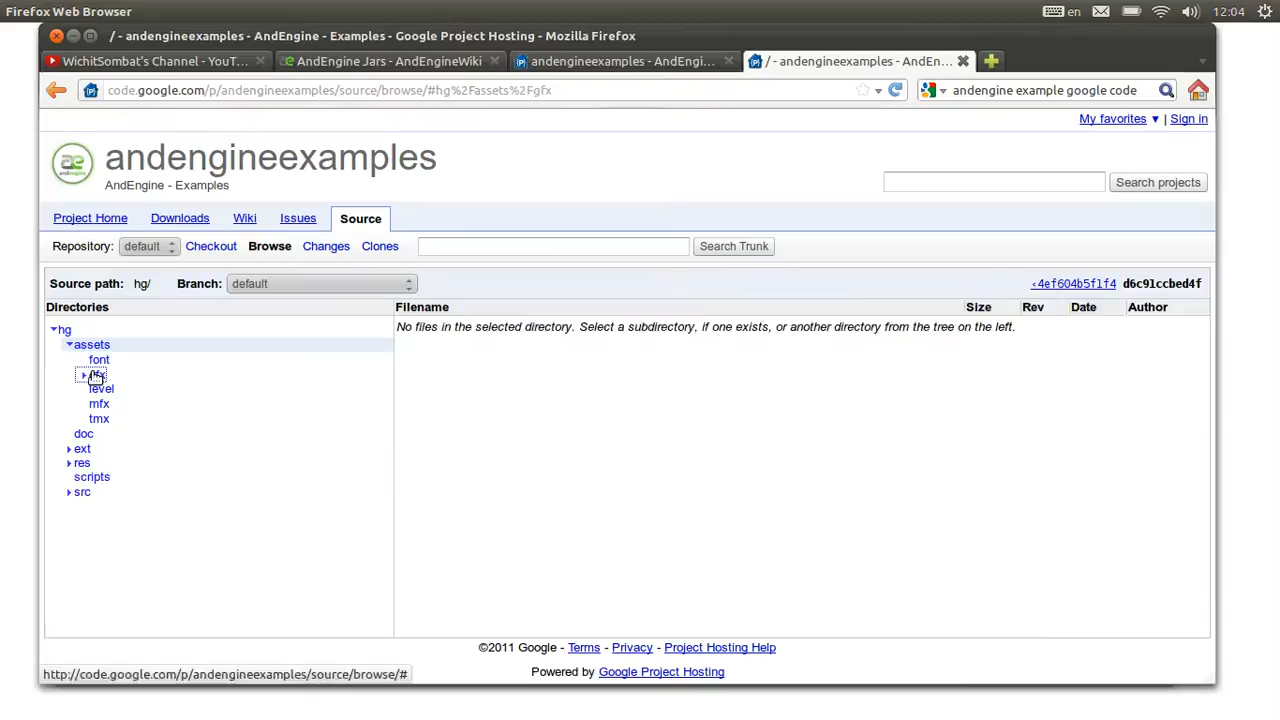 Firefox Web Browser
en
12:04
/ - andengineexamples - AndEngine - Examples - Google Project Hosting - Mozilla Firefox
WichitSombat's Channel - YouT...
AndEngine Jars - AndEngineWiki
andengineexamples - AndEngi...
/ - andengineexamples - AndEn...
code.google.com/p/andengineexamples/source/browse/#hg%2Fassets%2Fgfx
andengine example google code
My favorites ▼ | Sign in
andengineexamples
AndEngine - Examples
Search projects
Project Home
Downloads
Wiki
Issues
Source
Repository:
default
Checkout
Browse
Changes
Clones
Search Trunk
Source path: hg/
Branch:
default
‹4ef604b5f1f4
d6c91ccbed4f
Directories
Filename
Size
Rev
Date
Author
hg
No files in the selected directory. Select a subdirectory, if one exists, or another directory from the tree on the left.
assets
font
level
mfx
tmx
doc
ext
res
scripts
src
©2011 Google - Terms - Privacy - Project Hosting Help
Powered by Google Project Hosting
http://code.google.com/p/andengineexamples/source/browse/#